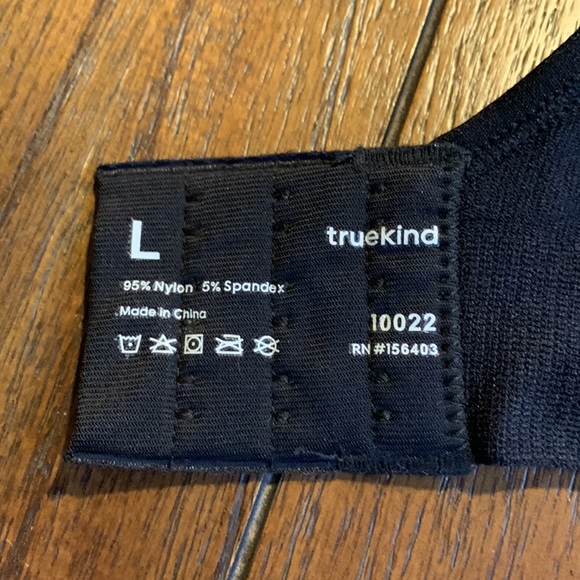 L
truekind
95% Nylon 5% Spandex
Made in China
10022
RN#156403